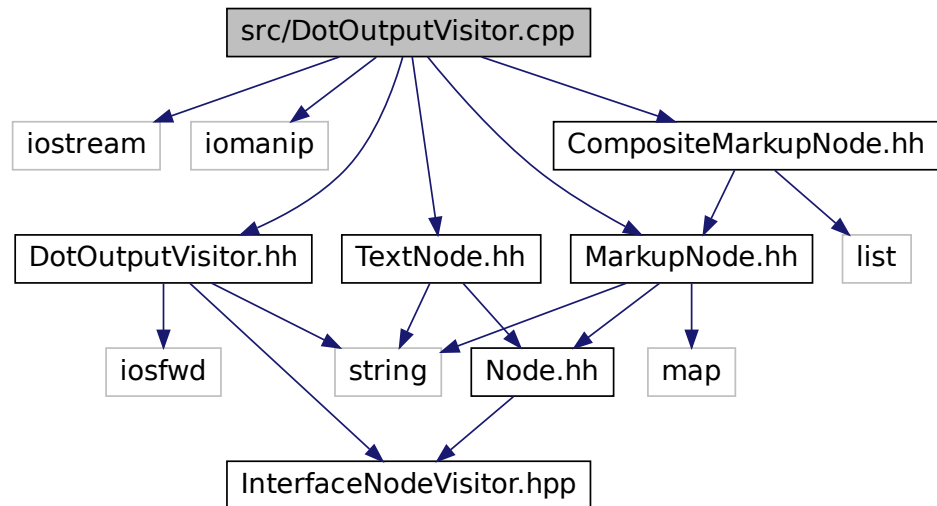 src/DotOutputVisitor.cpp
iostream
iomanip
CompositeMarkupNode.hh
DotOutputVisitor.hh
TextNode.hh
MarkupNode.hh
list
iosfwd
string
Node.hh
map
InterfaceNodeVisitor.hpp